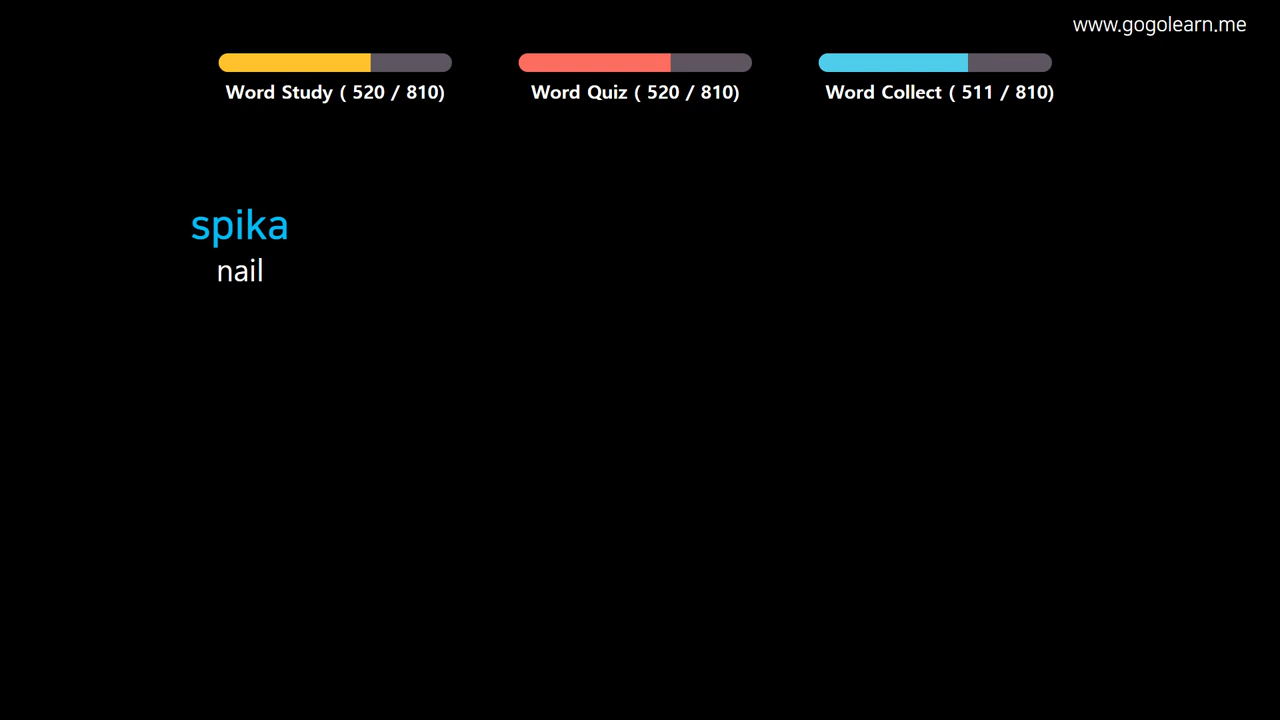 www.gogolearn.me
Word Study ( 520 / 810)
Word Quiz ( 520 / 810)
Word Collect ( 511 / 810)
spika
nail